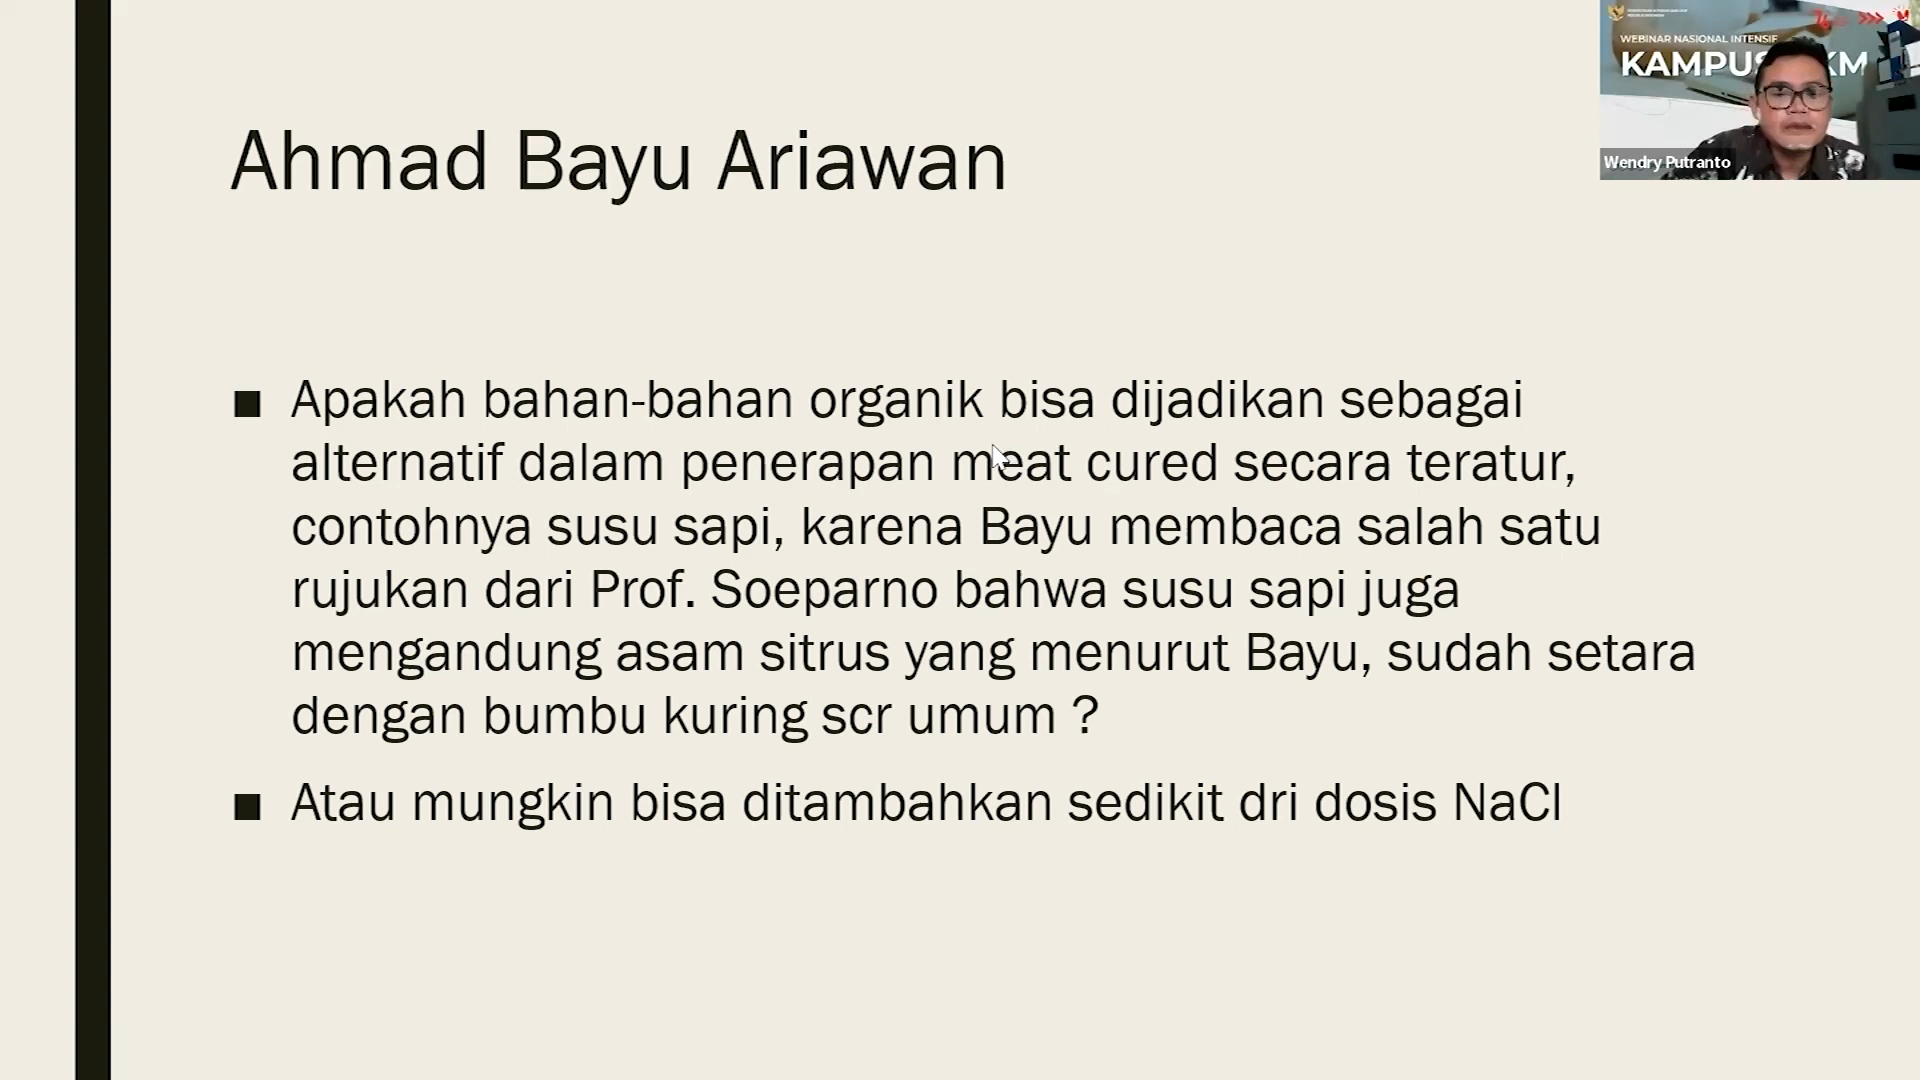 Ahmad Bayu Ariawan
■ Apakah bahan-bahan organik bisa dijadikan sebagai
alternatif dalam penerapan meat cured secara teratur,
contohnya susu sapi, karena Bayu membaca salah satu
rujukan dari Prof. Soeparno bahwa susu sapi juga
mengandung asam sitrus yang menurut Bayu, sudah setara
dengan bumbu kuring scr umum ?
■ Atau mungkin bisa ditambahkan sedikit dri dosis NaCl
WEBINAR NASIONAL INTENSIF
KAMPUS KM
Wendry Putranto